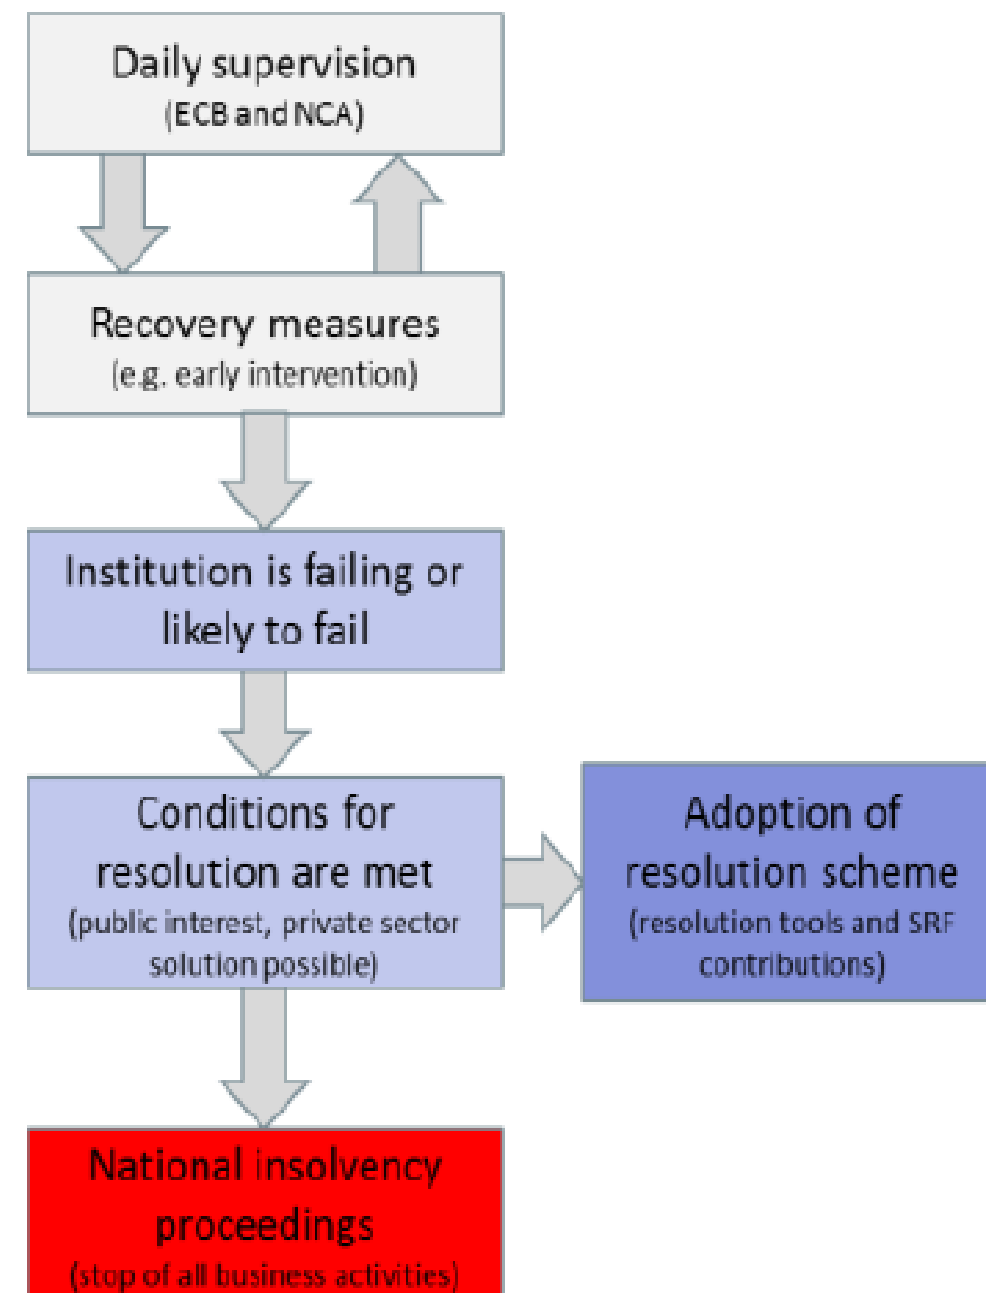 Daily supervision
(ECB and NCA)
Recovery measures
(e.g. early intervention)
Institution is failing or
likely to fail
Conditions for
resolution are met
(public interest, private sector
solution possible)
Adoption of
resolution scheme
(resolution tools and SRF
contributions)
National insolvency
proceedings
(stop of all business activities)